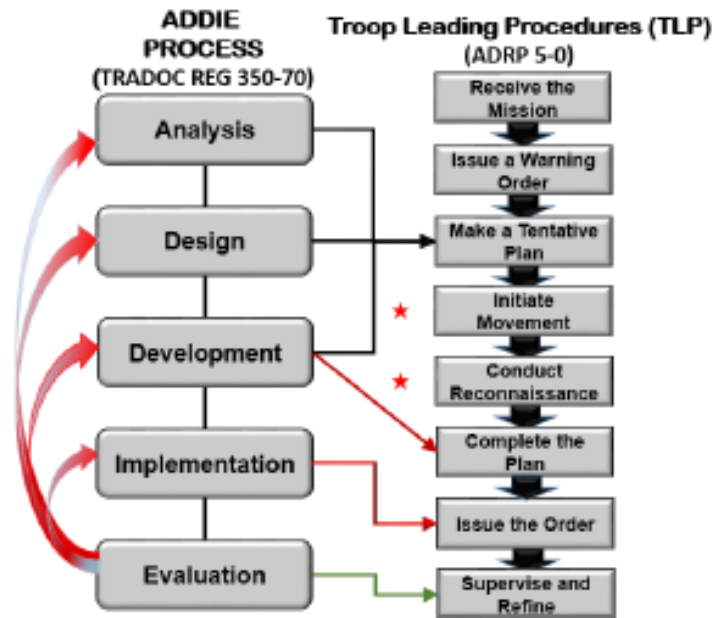 ADDIE
PROCESS
(TRADOC REG 350-70)
Analysis
Design
Development
Implementation
Evaluation
Troop Leading Procedures (TLP)
(ADRP 5-0)
Receive the
Mission
Issue a Warning
Order
Make a Tentative
Plan
Initiate
Movement
Conduct
Reconnaissance
Complete the
Plan
Issue the Order
Supervise and
Refine